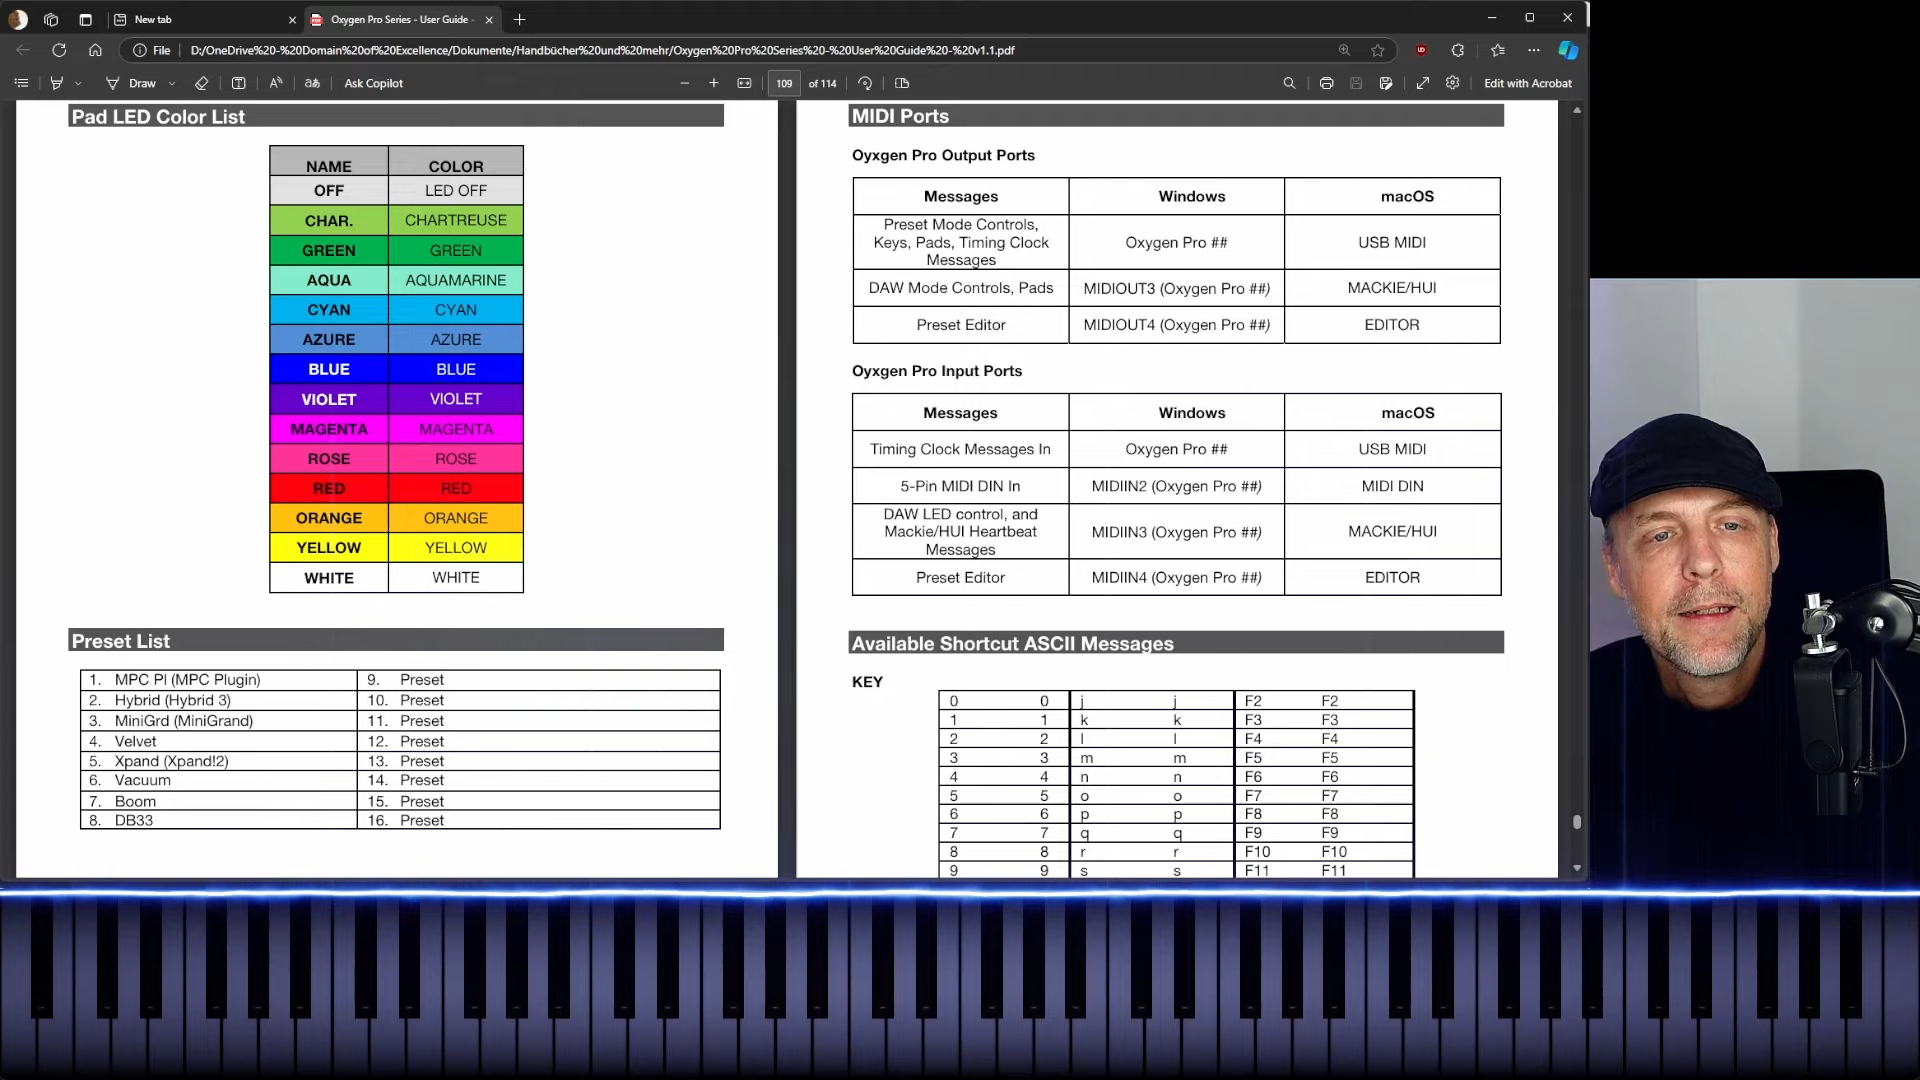 New tab
Oxygen Pro Series - User Guide -
File
D:/OneDrive%20-%20Domain%20of%20Excellence/Dokumente/Handbücher%20und%20mehr/Oxygen%20Pro%20Series%20-%20User%20Guide%20-%20v1.1.pdf
Draw
Ask Copilot
109 of 114
Edit with Acrobat
Pad LED Color List
NAME COLOR
OFF LED OFF
CHAR. CHARTREUSE
GREEN GREEN
AQUA AQUAMARINE
CYAN CYAN
AZURE AZURE
BLUE BLUE
VIOLET VIOLET
MAGENTA MAGENTA
ROSE ROSE
RED RED
ORANGE ORANGE
YELLOW YELLOW
WHITE WHITE
Preset List
1. MPC Pl (MPC Plugin) 9. Preset
2. Hybrid (Hybrid 3) 10. Preset
3. MiniGrd (MiniGrand) 11. Preset
4. Velvet 12. Preset
5. Xpand (Xpand!2) 13. Preset
6. Vacuum 14. Preset
7. Boom 15. Preset
8. DB33 16. Preset
MIDI Ports
Oyxgen Pro Output Ports
Messages Windows macOS
Preset Mode Controls,
Keys, Pads, Timing Clock
Messages
Oxygen Pro ## USB MIDI
DAW Mode Controls, Pads MIDIOUT3 (Oxygen Pro ##) MACKIE/HUI
Preset Editor MIDIOUT4 (Oxygen Pro ##) EDITOR
Oyxgen Pro Input Ports
Messages Windows macOS
Timing Clock Messages In Oxygen Pro ## USB MIDI
5-Pin MIDI DIN In MIDIIN2 (Oxygen Pro ##) MIDI DIN
DAW LED control, and
Mackie/HUI Heartbeat
Messages
MIDIIN3 (Oxygen Pro ##) MACKIE/HUI
Preset Editor MIDIIN4 (Oxygen Pro ##) EDITOR
Available Shortcut ASCII Messages
KEY
0 0 j j F2 F2
1 1 k k F3 F3
2 2 l l F4 F4
3 3 m m F5 F5
4 4 n n F6 F6
5 5 o o F7 F7
6 6 p p F8 F8
7 7 q q F9 F9
8 8 r r F10 F10
9 9 s s F11 F11